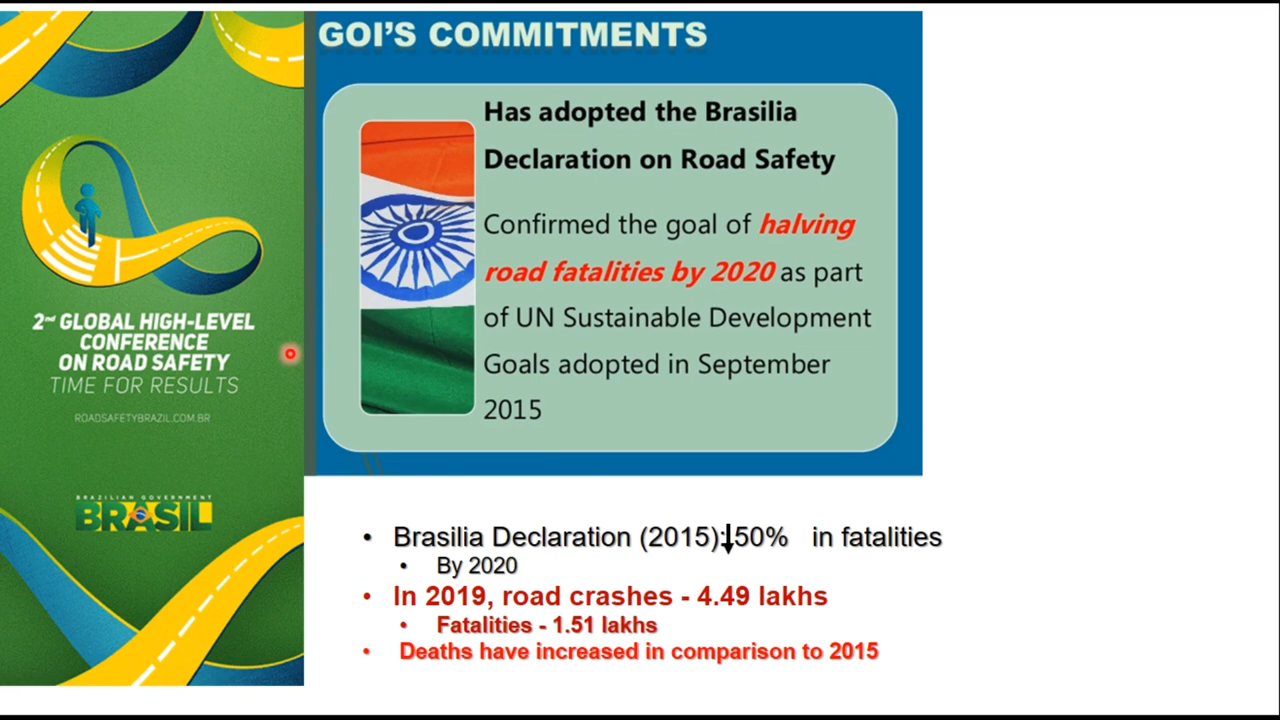 GOI'S COMMITMENTS
Has adopted the Brasilia
Declaration on Road Safety
Confirmed the goal of halving
road fatalities by 2020 as part
of UN Sustainable Development
Goals adopted in September
2015
2ND GLOBAL HIGH-LEVEL
CONFERENCE
ON ROAD SAFETY
TIME FOR RESULTS
ROADSAFETYBRAZIL.COM.BR
BRAZILIAN GOVERNMENT
BRASIL
• Brasilia Declaration (2015):↓50% in fatalities
• By 2020
• In 2019, road crashes - 4.49 lakhs
• Fatalities - 1.51 lakhs
• Deaths have increased in comparison to 2015